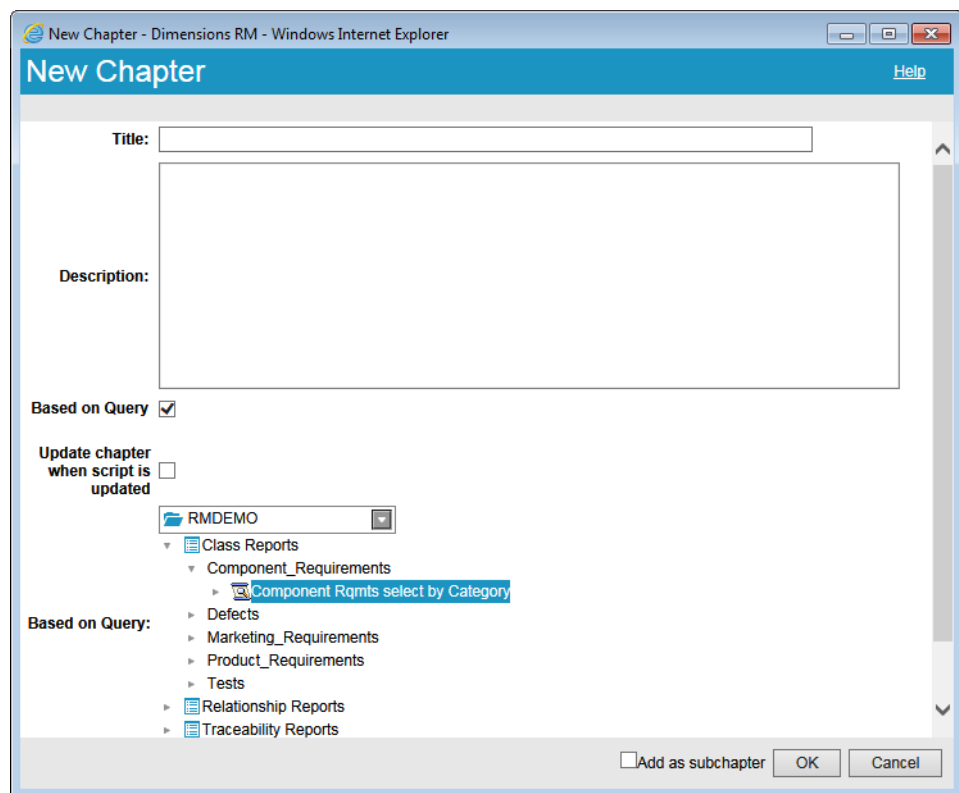 New Chapter - Dimensions RM - Windows Internet Explorer
New Chapter
Help
Title:
Description:
Based on Query
Update chapter
when script is
updated
RMDEMO
Class Reports
Component_Requirements
Component Rqmts select by Category
Based on Query:
Defects
Marketing_Requirements
Product_Requirements
Tests
Relationship Reports
Traceability Reports
Add as subchapter
OK
Cancel